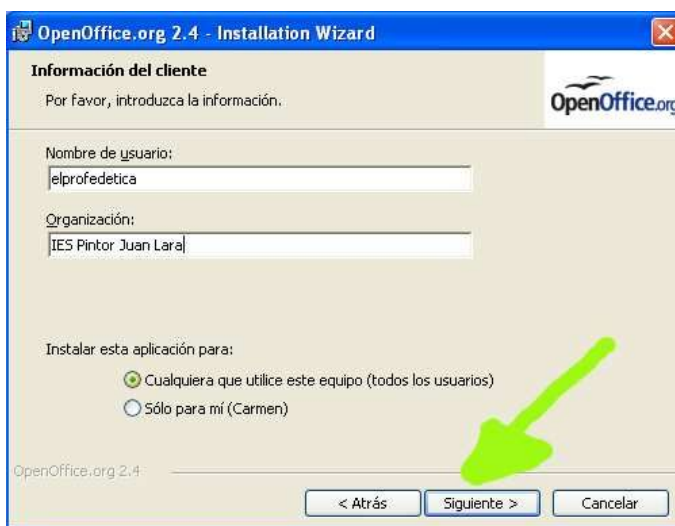 OpenOffice.org 2.4 - Installation Wizard
Información del cliente
Por favor, introduzca la información.
OpenOffice.org
Nombre de usuario:
elprofedetica
Organización:
IES Pintor Juan Lara
Instalar esta aplicación para:
Cualquiera que utilice este equipo (todos los usuarios)
Sólo para mí (Carmen)
OpenOffice.org 2.4
< Atrás Siguiente > Cancelar